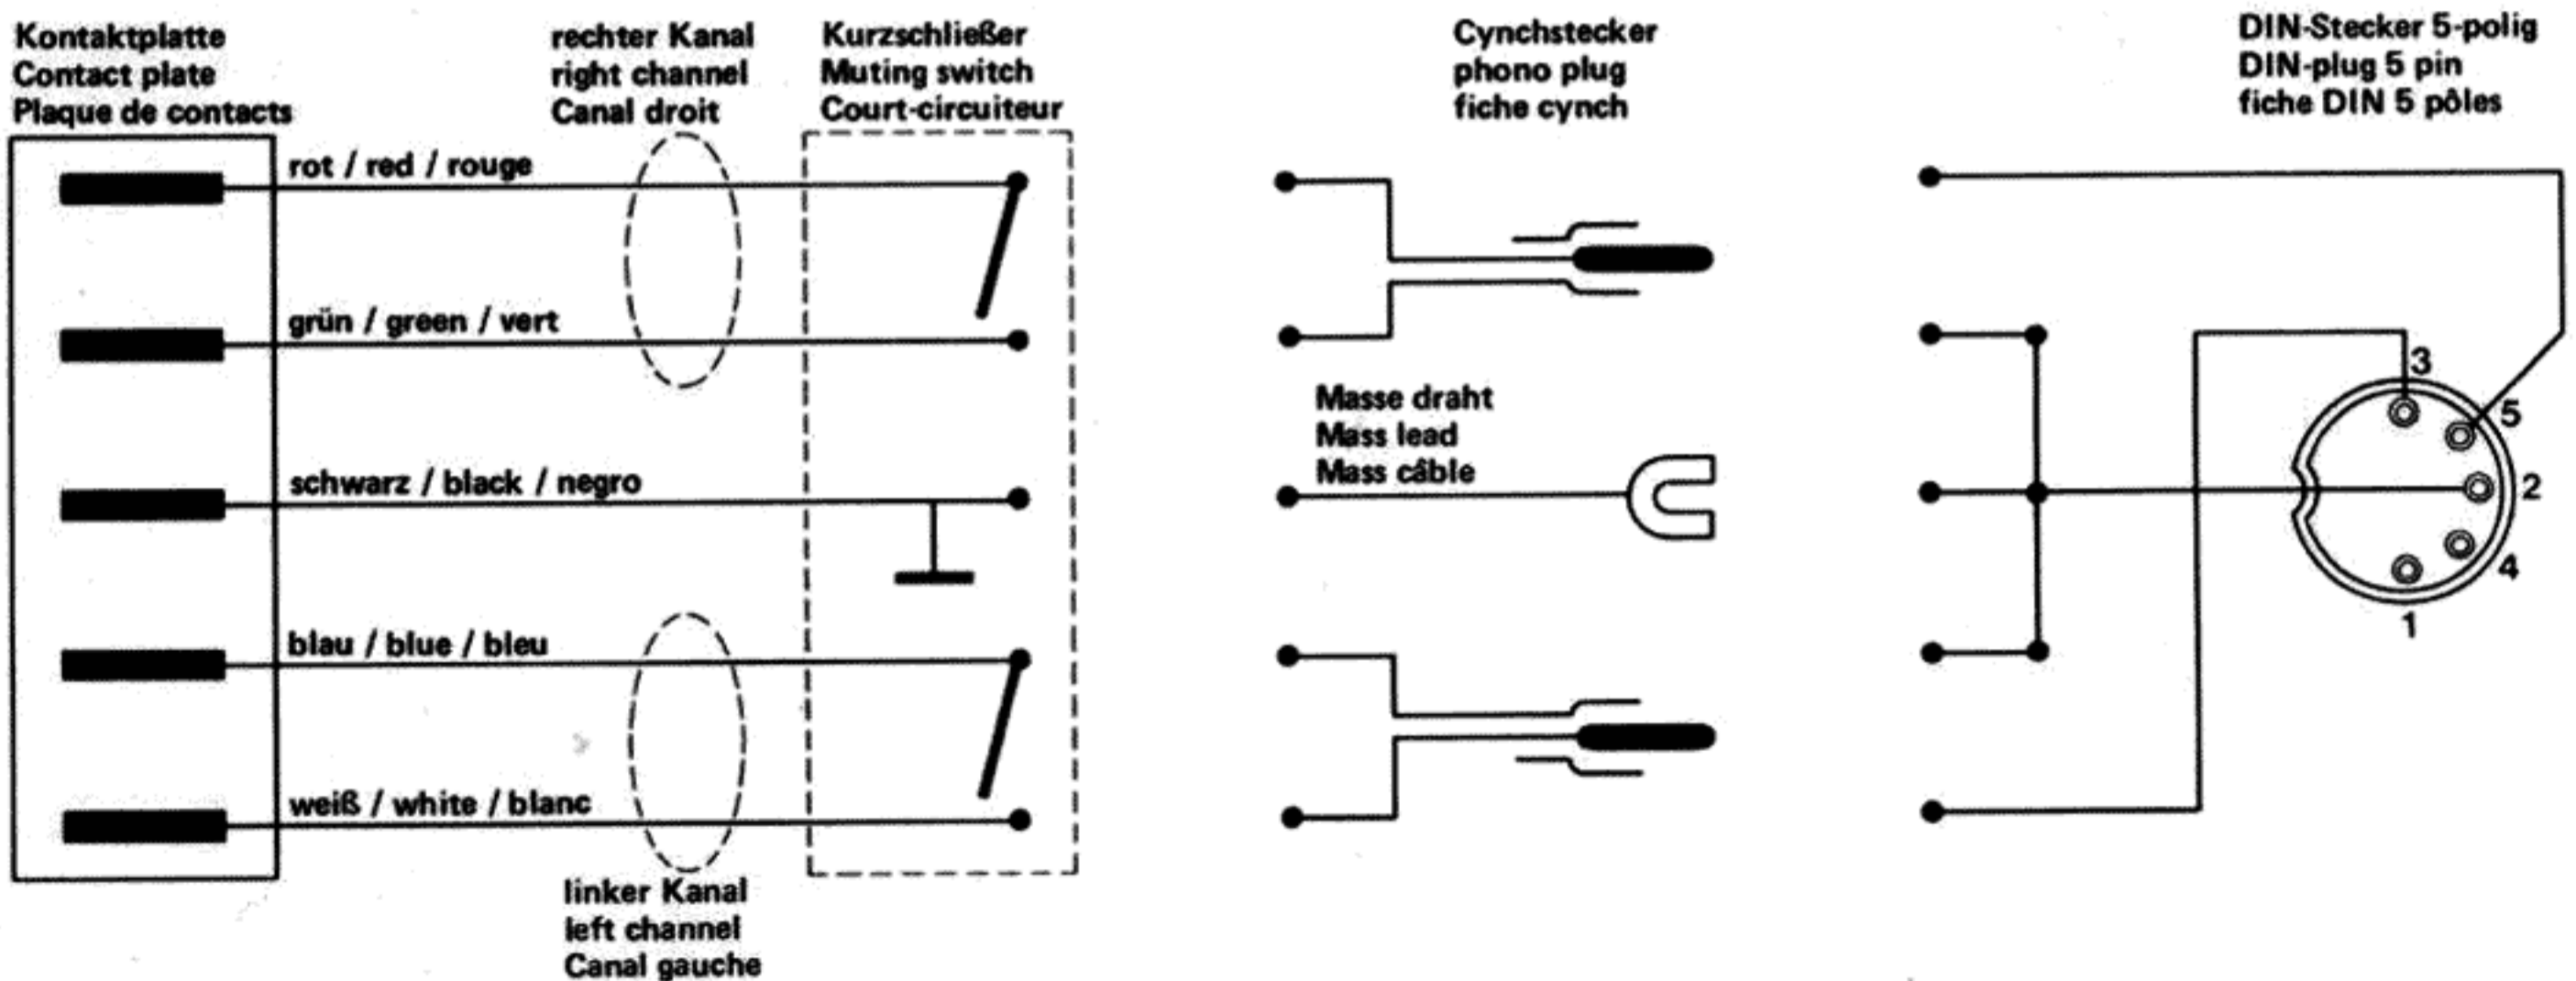 Kontaktplatte
Contact plate
Plaque de contacts
rechter Kanal
right channel
Canal droit
Kurzschließer
Muting switch
Court-circuiteur
Cynchstecker
phono plug
fiche cynch
DIN-Stecker 5-polig
DIN-plug 5 pin
fiche DIN 5 pôles
rot / red / rouge
grün / green / vert
schwarz / black / negro
blau / blue / bleu
weiß / white / blanc
linker Kanal
left channel
Canal gauche
Masse draht
Mass lead
Mass câble
3
5
2
4
1